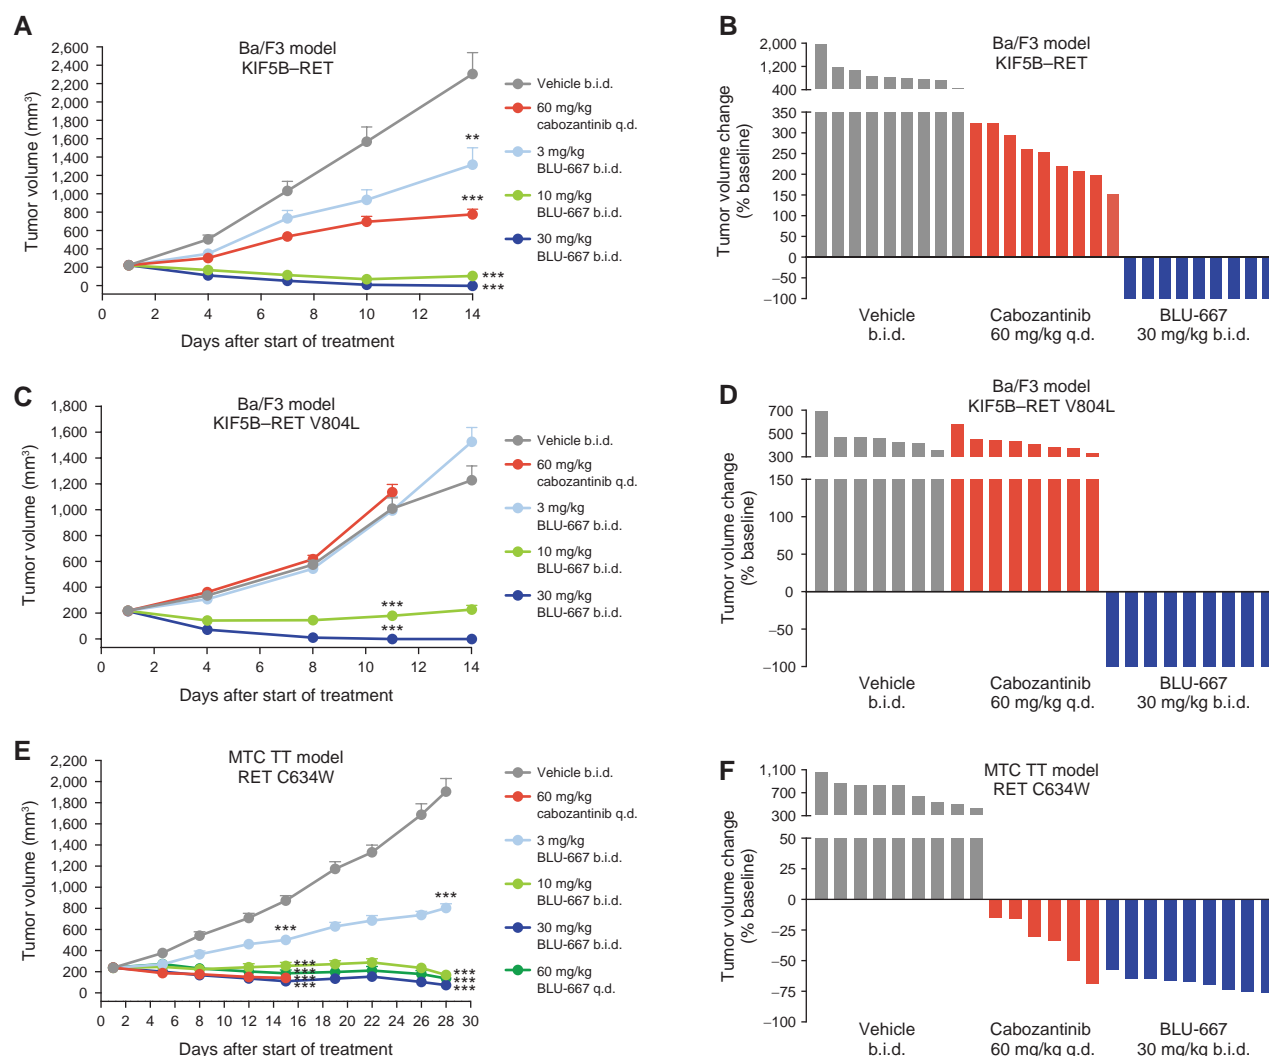 A
Ba/F3 model
KIF5B–RET
Tumor volume (mm³)
2,600
2,400
2,200
2,000
1,800
1,600
1,400
1,200
1,000
800
600
400
200
0
0 2 4 6 8 10 12 14
Days after start of treatment
**
***
***
***
Vehicle b.i.d.
60 mg/kg
cabozantinib q.d.
3 mg/kg
BLU-667 b.i.d.
10 mg/kg
BLU-667 b.i.d.
30 mg/kg
BLU-667 b.i.d.
B
Ba/F3 model
KIF5B–RET
Tumor volume change
(% baseline)
2,000
1,200
400
350
300
250
200
150
100
50
0
−50
−100
Vehicle
b.i.d.
Cabozantinib
60 mg/kg q.d.
BLU-667
30 mg/kg b.i.d.
C
Ba/F3 model
KIF5B–RET V804L
Tumor volume (mm³)
1,800
1,600
1,400
1,200
1,000
800
600
400
200
0
0 2 4 6 8 10 12 14
Days after start of treatment
***
***
Vehicle b.i.d.
60 mg/kg
cabozantinib q.d.
3 mg/kg
BLU-667 b.i.d.
10 mg/kg
BLU-667 b.i.d.
30 mg/kg
BLU-667 b.i.d.
D
Ba/F3 model
KIF5B–RET V804L
Tumor volume change
(% baseline)
700
500
300
150
100
50
0
−50
−100
Vehicle
b.i.d.
Cabozantinib
60 mg/kg q.d.
BLU-667
30 mg/kg b.i.d.
E
MTC TT model
RET C634W
Tumor volume (mm³)
2,200
2,000
1,800
1,600
1,400
1,200
1,000
800
600
400
200
0
0 2 4 6 8 10 12 14 16 18 20 22 24 26 28 30
Days after start of treatment
***
***
***
***
***
***
***
***
***
Vehicle b.i.d.
60 mg/kg
cabozantinib q.d.
3 mg/kg
BLU-667 b.i.d.
10 mg/kg
BLU-667 b.i.d.
30 mg/kg
BLU-667 b.i.d.
60 mg/kg
BLU-667 q.d.
F
MTC TT model
RET C634W
Tumor volume change
(% baseline)
1,100
700
300
50
25
0
−25
−50
−75
−100
Vehicle
b.i.d.
Cabozantinib
60 mg/kg q.d.
BLU-667
30 mg/kg b.i.d.